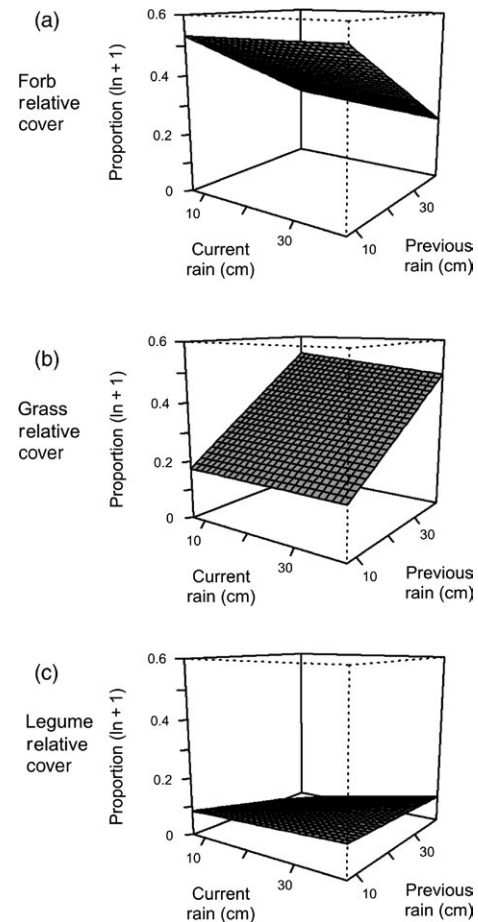 (a)
Forb
relative
cover
Proportion (ln + 1)
0.6
0.4
0.2
0
10
30
Current
rain (cm)
10
30
Previous
rain (cm)
(b)
Grass
relative
cover
Proportion (ln + 1)
0.6
0.4
0.2
0
10
30
Current
rain (cm)
10
30
Previous
rain (cm)
(c)
Legume
relative
cover
Proportion (ln + 1)
0.6
0.4
0.2
0
10
30
Current
rain (cm)
10
30
Previous
rain (cm)